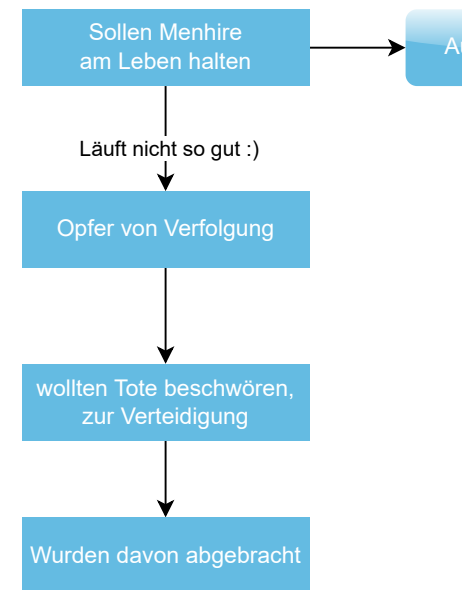 Sollen Menhire
am Leben halten
Läuft nicht so gut :)
Opfer von Verfolgung
wollten Tote beschwören,
zur Verteidigung
Wurden davon abgebracht